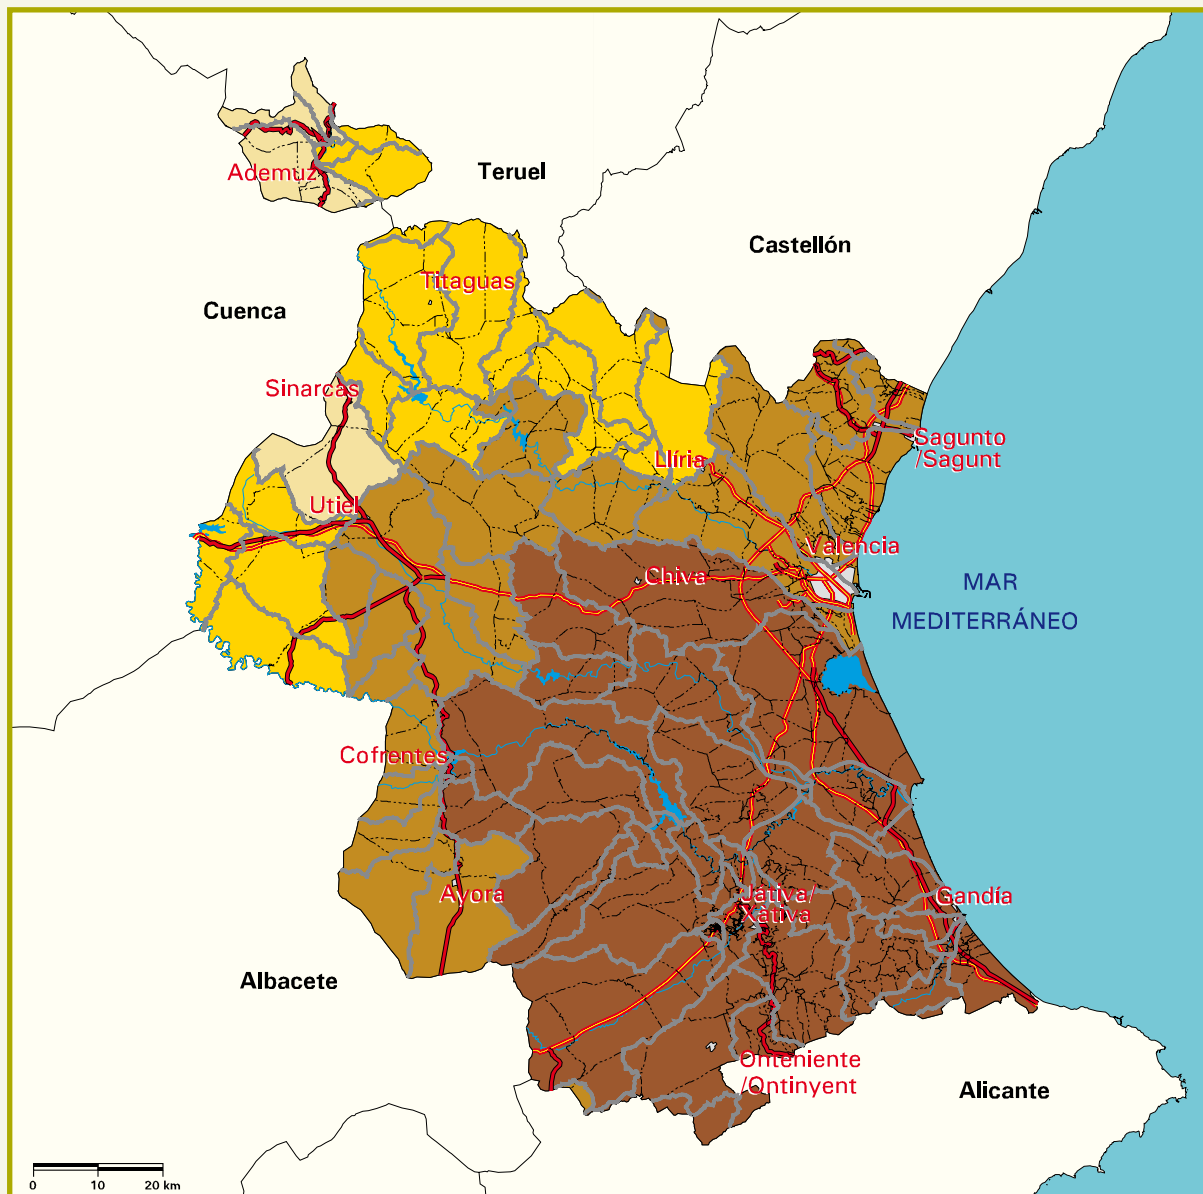 Teruel
Ademuz
Castellón
Titaguas
Cuenca
Sinarcas
Sagunto
/Sagunt
Llíria
Utiel
Valencia
Chiva
MAR
MEDITERRÁNEO
Cofrentes
Ayora
Játiva/
Xàtiva
Gandía
Albacete
Onteniente
/Ontinyent
Alicante
0 10 20 km